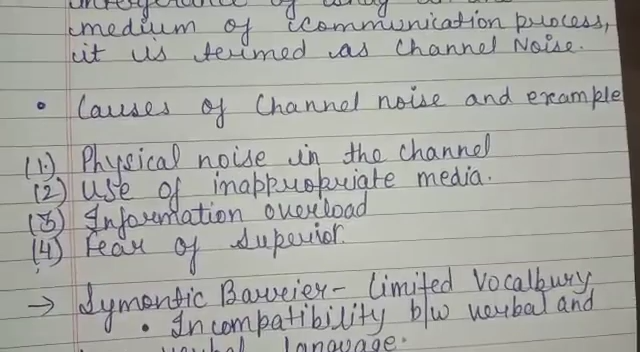 medium of communication process,
it is termed as Channel Noise.
• Causes of Channel noise and example
(1) Physical noise in the channel
(2) Use of inappropriate media.
(3) Information overload
(4) Fear of Superior.
→ Symontic Barrier - Limited Vocalbury
• Incompatibility b/w verbal and
language.